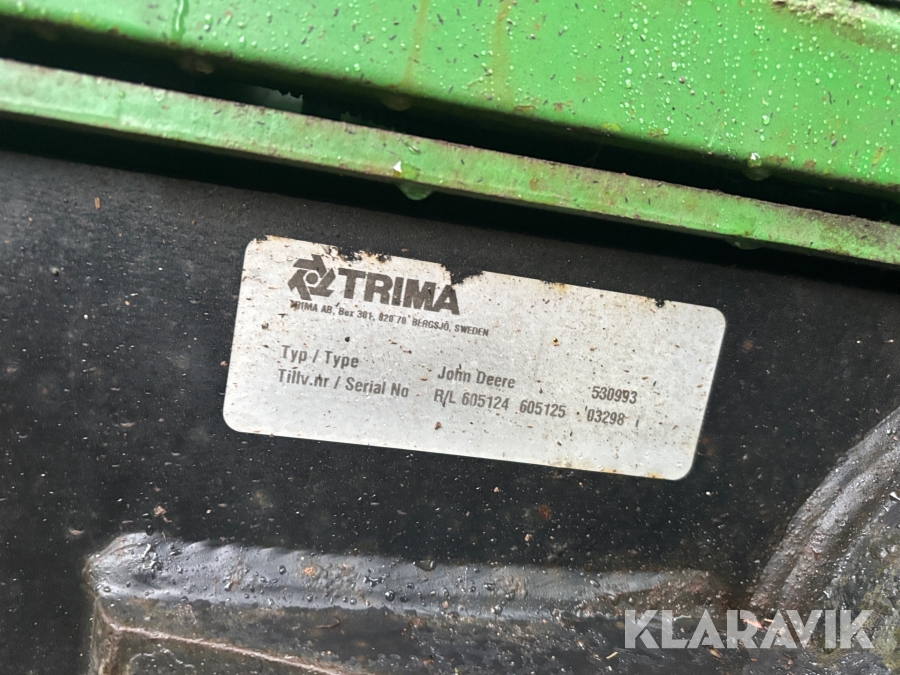 TRIMA
TRIMA AB, Box 301, 820 70 BERGSJÖ, SWEDEN
Typ / Type John Deere 530993
Tillv.nr / Serial No R/L 605124 605125 03298
KLARAVIK